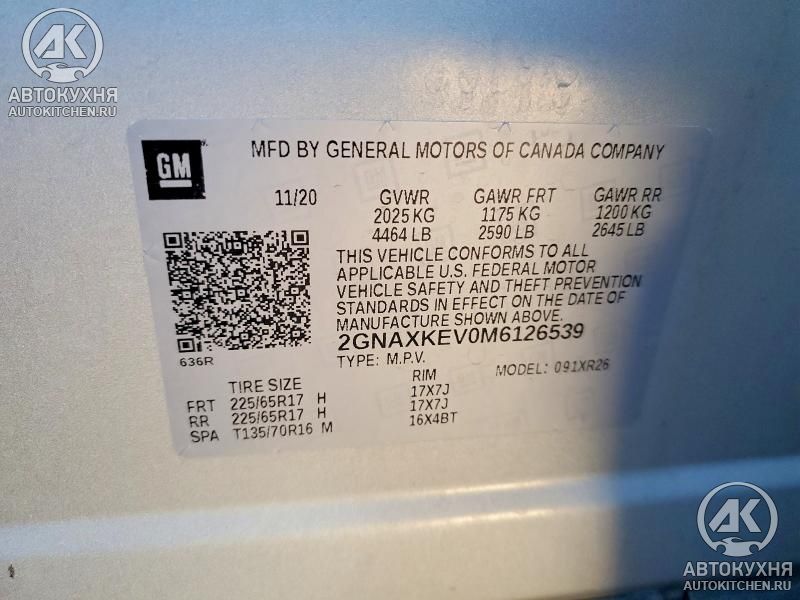 AK
АВТОКУХНЯ
AUTOKITCHEN.RU
GM
MFD BY GENERAL MOTORS OF CANADA COMPANY
11/20 GVWR GAWR FRT GAWR RR
2025 KG 1175 KG 1200 KG
4464 LB 2590 LB 2645 LB
THIS VEHICLE CONFORMS TO ALL
APPLICABLE U.S. FEDERAL MOTOR
VEHICLE SAFETY AND THEFT PREVENTION
STANDARDS IN EFFECT ON THE DATE OF
MANUFACTURE SHOWN ABOVE.
2GNAXKEV0M6126539
636R
TYPE: M.P.V. MODEL: 091XR26
TIRE SIZE RIM
FRT 225/65R17 H 17X7J
RR 225/65R17 H 17X7J
SPA T135/70R16 M 16X4BT
AK
АВТОКУХНЯ
AUTOKITCHEN.RU